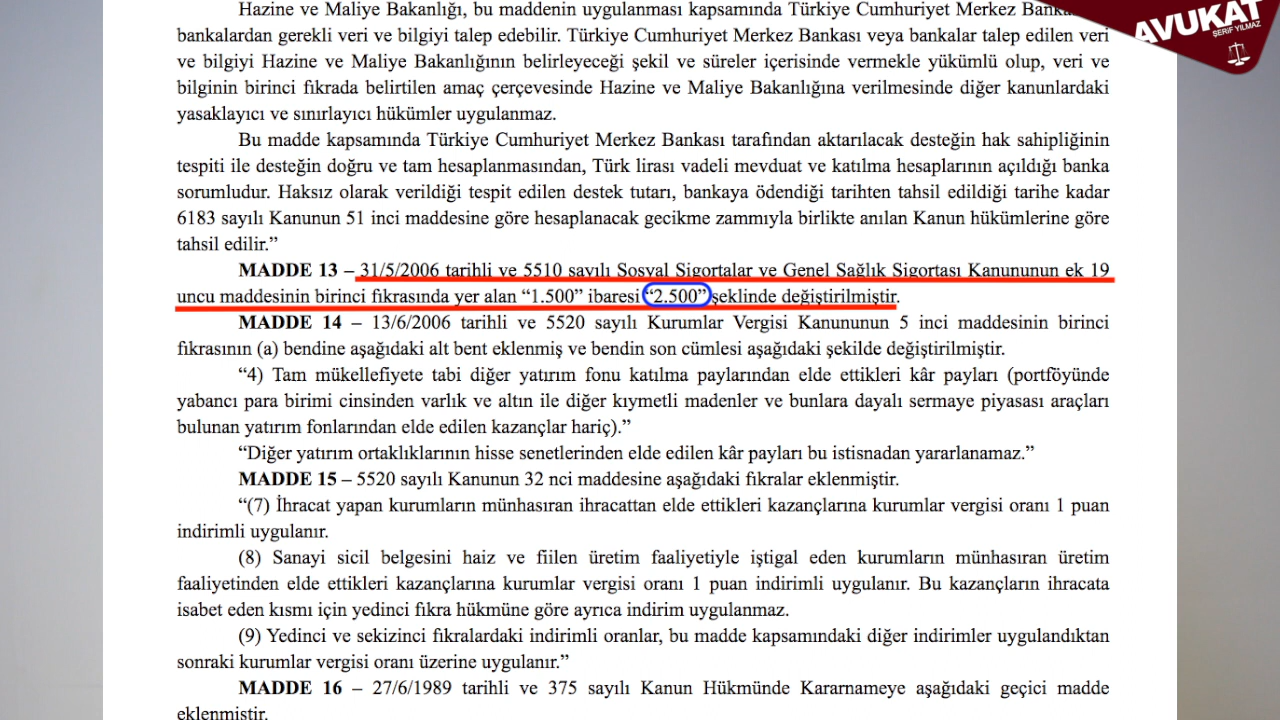 Hazine ve Maliye Bakanlığı, bu maddenin uygulanması kapsamında Türkiye Cumhuriyet Merkez
bankalardan gerekli veri ve bilgiyi talep edebilir. Türkiye Cumhuriyet Merkez Bankası veya bankalar talep edilen veri
ve bilgiyi Hazine ve Maliye Bakanlığının belirleyeceği şekil ve süreler içerisinde vermekle yükümlü olup, veri ve
bilginin birinci fıkrada belirtilen amaç çerçevesinde Hazine ve Maliye Bakanlığına verilmesinde diğer kanunlardaki
yasaklayıcı ve sınırlayıcı hükümler uygulanmaz.
Bu madde kapsamında Türkiye Cumhuriyet Merkez Bankası tarafından aktarılacak desteğin hak sahipliğinin
tespiti ile desteğin doğru ve tam hesaplanmasından, Türk lirası vadeli mevduat ve katılma hesaplarının açıldığı banka
sorumludur. Haksız olarak verildiği tespit edilen destek tutarı, bankaya ödendiği tarihten tahsil edildiği tarihe kadar
6183 sayılı Kanunun 51 inci maddesine göre hesaplanacak gecikme zammıyla birlikte anılan Kanun hükümlerine göre
tahsil edilir.”
MADDE 13 – 31/5/2006 tarihli ve 5510 sayılı Sosyal Sigortalar ve Genel Sağlık Sigortası Kanununun ek 19
uncu maddesinin birinci fıkrasında yer alan “1.500” ibaresi “2.500” şeklinde değiştirilmiştir.
MADDE 14 – 13/6/2006 tarihli ve 5520 sayılı Kurumlar Vergisi Kanununun 5 inci maddesinin birinci
fıkrasının (a) bendine aşağıdaki alt bent eklenmiş ve bendin son cümlesi aşağıdaki şekilde değiştirilmiştir.
“4) Tam mükellefiyete tabi diğer yatırım fonu katılma paylarından elde ettikleri kâr payları (portföyünde
yabancı para birimi cinsinden varlık ve altın ile diğer kıymetli madenler ve bunlara dayalı sermaye piyasası araçları
bulunan yatırım fonlarından elde edilen kazançlar hariç).”
“Diğer yatırım ortaklıklarının hisse senetlerinden elde edilen kâr payları bu istisnadan yararlanamaz.”
MADDE 15 – 5520 sayılı Kanunun 32 nci maddesine aşağıdaki fıkralar eklenmiştir.
“(7) İhracat yapan kurumların münhasıran ihracattan elde ettikleri kazançlarına kurumlar vergisi oranı 1 puan
indirimli uygulanır.
(8) Sanayi sicil belgesini haiz ve fiilen üretim faaliyetiyle iştigal eden kurumların münhasıran üretim
faaliyetinden elde ettikleri kazançlarına kurumlar vergisi oranı 1 puan indirimli uygulanır. Bu kazançların ihracata
isabet eden kısmı için yedinci fıkra hükmüne göre ayrıca indirim uygulanmaz.
(9) Yedinci ve sekizinci fıkralardaki indirimli oranlar, bu madde kapsamındaki diğer indirimler uygulandıktan
sonraki kurumlar vergisi oranı üzerine uygulanır.”
MADDE 16 – 27/6/1989 tarihli ve 375 sayılı Kanun Hükmünde Kararnameye aşağıdaki geçici madde
eklenmiştir.
AVUKAT
ŞERİF YILMAZ